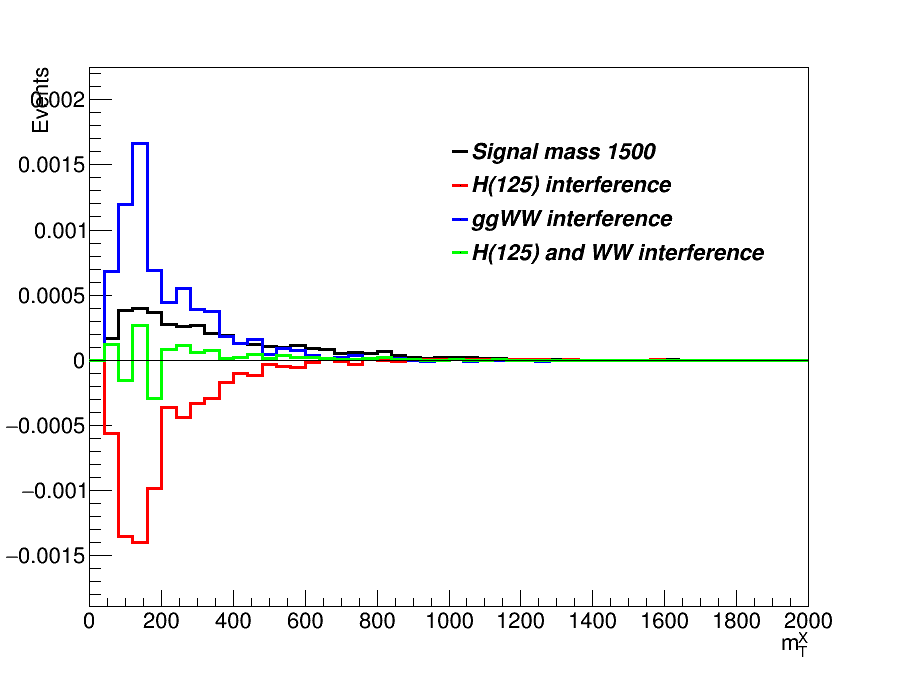 Events
0.002
0.0015
0.001
0.0005
0
−0.0005
−0.001
−0.0015
Signal mass 1500
H(125) interference
ggWW interference
H(125) and WW interference
0 200 400 600 800 1000 1200 1400 1600 1800 2000
m_T^X